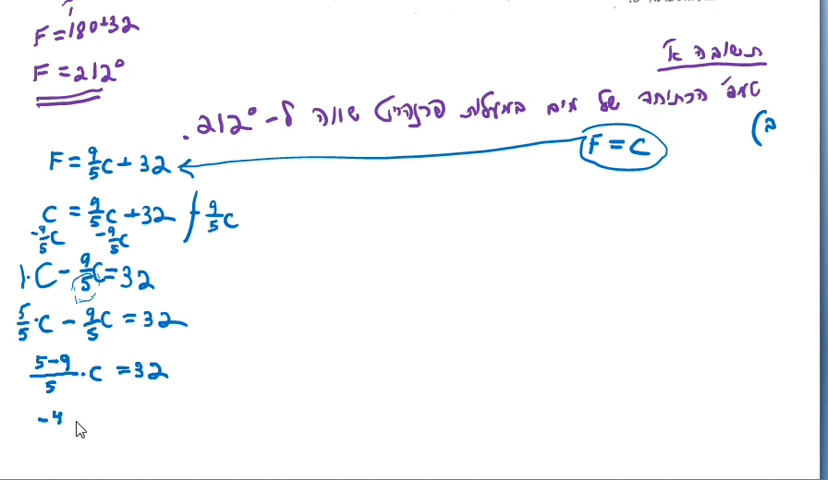 F=180+32
F=212°
תשובה א'
טמפ' הרתיחה של מים במעלות פרנהייט שווה ל-212°.
ב)
F=C
F=9/5C+32
C=9/5C+32 /-9/5C
-9/5C -9/5C
1·C-9/5C=32
5/5·C-9/5C=32
5-9/5·C=32
-4